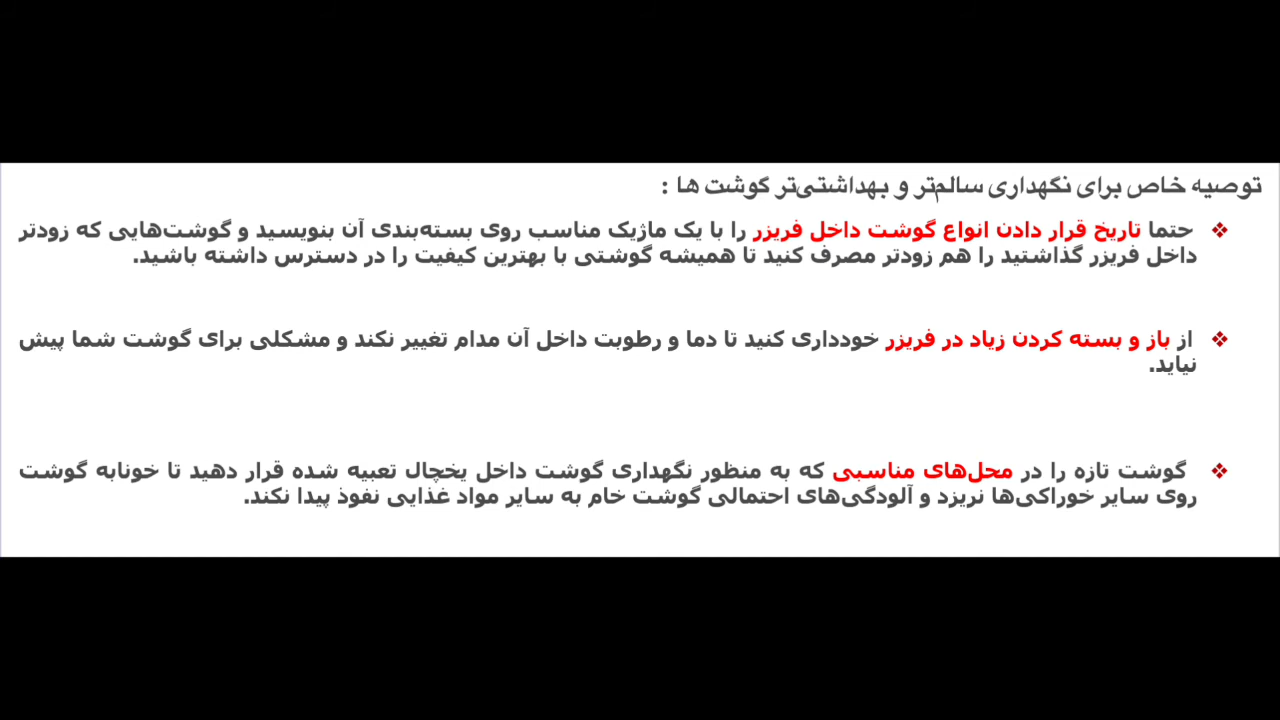 توصیه خاص برای نگهداری سالم‌تر و بهداشتی‌تر گوشت ها :
❖ حتما تاریخ قرار دادن انواع گوشت داخل فریزر را با یک ماژیک مناسب روی بسته‌بندی آن بنویسید و گوشت‌هایی که زودتر
داخل فریزر گذاشتید را هم زودتر مصرف کنید تا همیشه گوشتی با بهترین کیفیت را در دسترس داشته باشید.
❖ از باز و بسته کردن زیاد در فریزر خودداری کنید تا دما و رطوبت داخل آن مدام تغییر نکند و مشکلی برای گوشت شما پیش
نیاید.
❖ گوشت تازه را در محل‌های مناسبی که به منظور نگهداری گوشت داخل یخچال تعبیه شده قرار دهید تا خونابه گوشت
روی سایر خوراکی‌ها نریزد و آلودگی‌های احتمالی گوشت خام به سایر مواد غذایی نفوذ پیدا نکند.